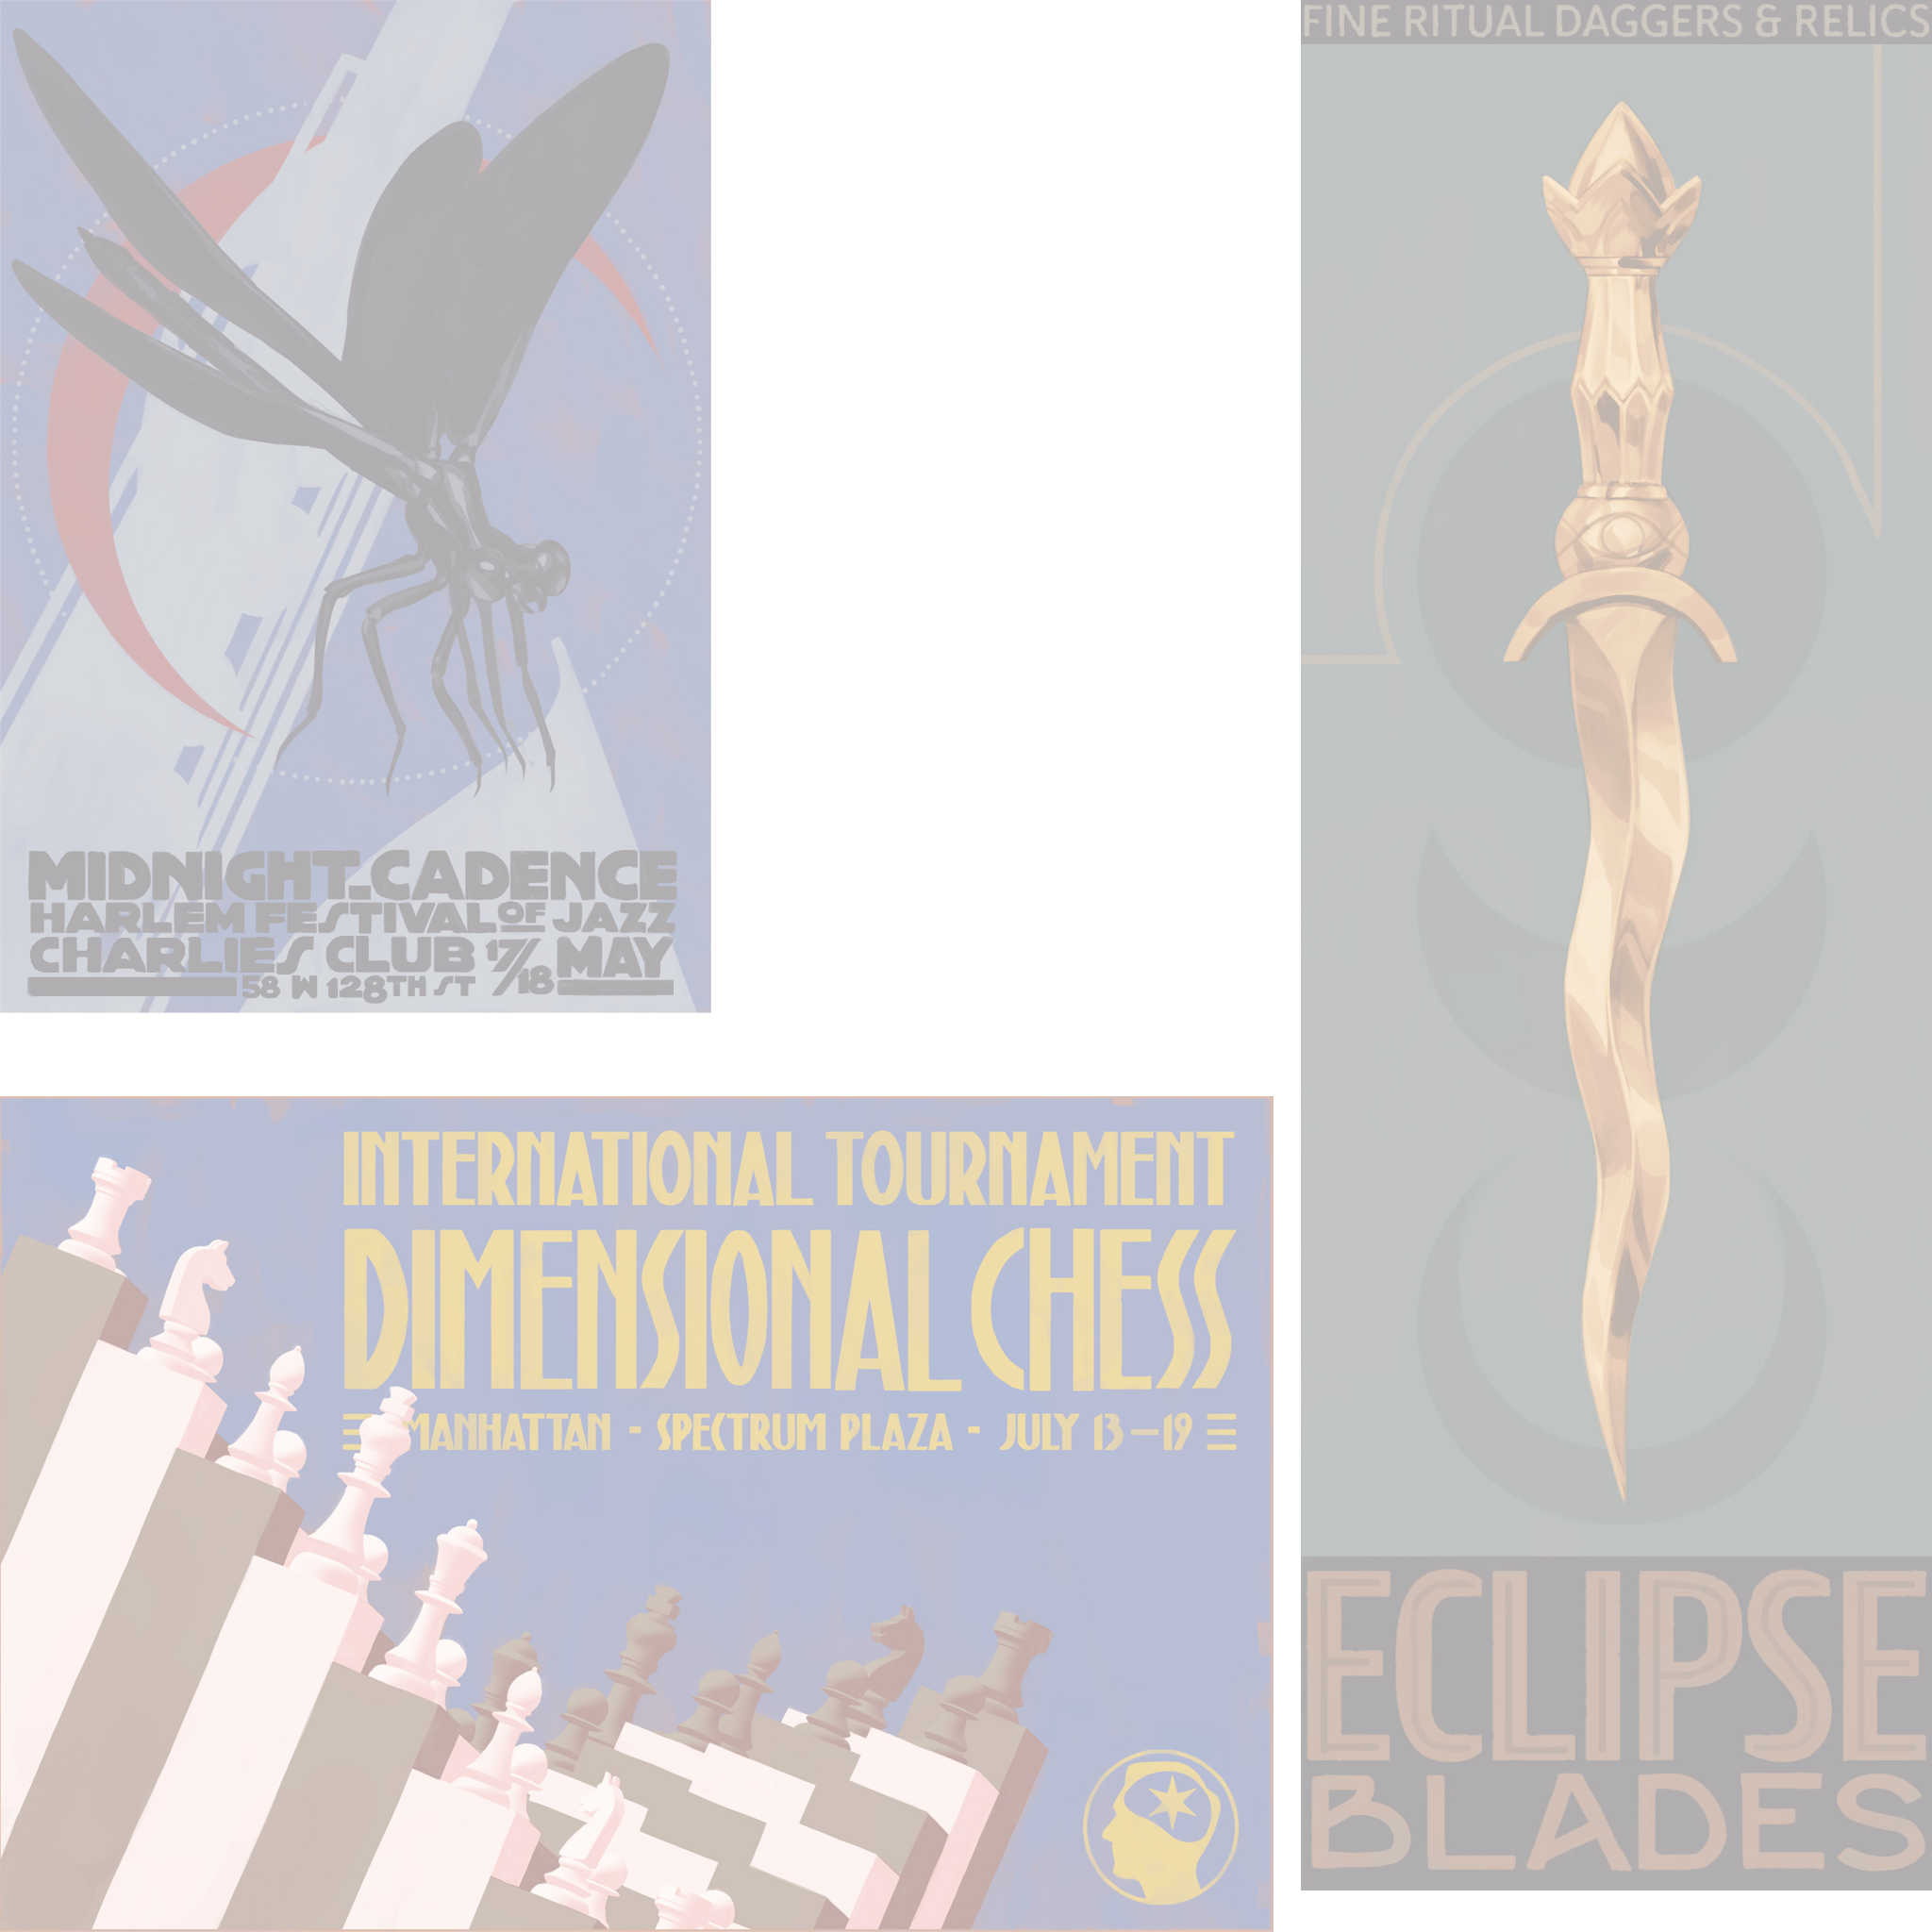 MIDNIGHT-CADENCE
HARLEM FESTIVAL OF JAZZ
CHARLIES CLUB 17/18 MAY
58 W 128TH ST
INTERNATIONAL TOURNAMENT
DIMENSIONAL CHESS
MANHATTAN - SPECTRUM PLAZA - JULY 13—19
FINE RITUAL DAGGERS & RELICS
ECLIPSE
BLADES